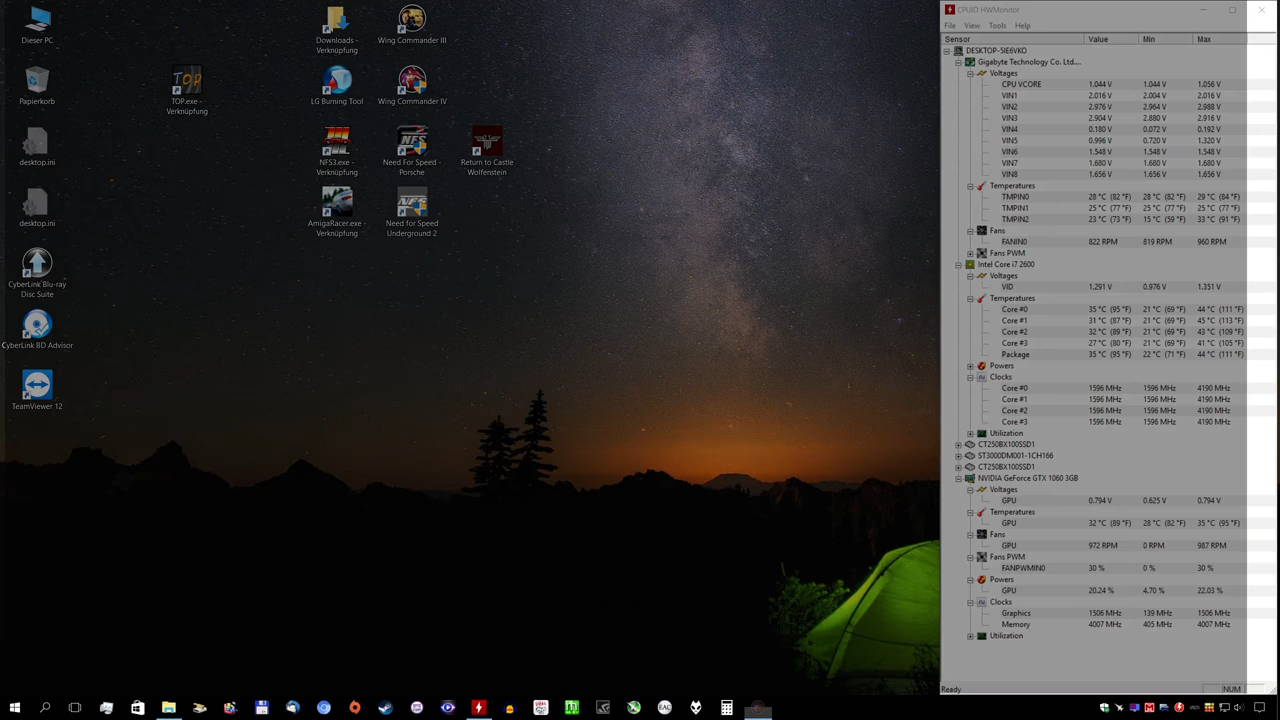 Dieser PC
Papierkorb
desktop.ini
desktop.ini
CyberLink Blu-ray
Disc Suite
CyberLink BD Advisor
TeamViewer 12
TOP
TOP.exe -
Verknüpfung
Downloads -
Verknüpfung
LG Burning Tool
NFS3.exe -
Verknüpfung
AmigaRacer.exe -
Verknüpfung
Wing Commander III
Wing Commander IV
NFS
Need For Speed -
Porsche
Need for Speed
Underground 2
Return to Castle
Wolfenstein
CPUID HWMonitor
File View Tools Help
Sensor Value Min Max
DESKTOP-5IE6VKO
Gigabyte Technology Co. Ltd....
Voltages
CPU VCORE 1.044 V 1.044 V 1.056 V
VIN1 2.016 V 2.004 V 2.016 V
VIN2 2.976 V 2.964 V 2.988 V
VIN3 2.904 V 2.880 V 2.916 V
VIN4 0.180 V 0.072 V 0.192 V
VIN5 0.996 V 0.720 V 1.320 V
VIN6 1.548 V 1.548 V 1.548 V
VIN7 1.680 V 1.680 V 1.680 V
VIN8 1.656 V 1.656 V 1.656 V
Temperatures
TMPIN0 28 °C (82 °F) 28 °C (82 °F) 29 °C (84 °F)
TMPIN1 25 °C (77 °F) 25 °C (77 °F) 25 °C (77 °F)
TMPIN2 23 °C (73 °F) 15 °C (59 °F) 33 °C (91 °F)
Fans
FANIN0 822 RPM 819 RPM 960 RPM
Fans PWM
Intel Core i7 2600
Voltages
VID 1.291 V 0.976 V 1.351 V
Temperatures
Core #0 35 °C (95 °F) 21 °C (69 °F) 44 °C (111 °F)
Core #1 31 °C (87 °F) 21 °C (69 °F) 45 °C (113 °F)
Core #2 32 °C (89 °F) 21 °C (69 °F) 43 °C (109 °F)
Core #3 27 °C (80 °F) 21 °C (69 °F) 41 °C (105 °F)
Package 35 °C (95 °F) 22 °C (71 °F) 44 °C (111 °F)
Powers
Clocks
Core #0 1596 MHz 1596 MHz 4190 MHz
Core #1 1596 MHz 1596 MHz 4190 MHz
Core #2 1596 MHz 1596 MHz 4190 MHz
Core #3 1596 MHz 1596 MHz 4190 MHz
Utilization
CT250BX100SSD1
ST3000DM001-1CH166
CT250BX100SSD1
NVIDIA GeForce GTX 1060 3GB
Voltages
GPU 0.794 V 0.625 V 0.794 V
Temperatures
GPU 32 °C (89 °F) 28 °C (82 °F) 35 °C (95 °F)
Fans
GPU 972 RPM 0 RPM 987 RPM
Fans PWM
FANPWMIN0 30 % 0 % 30 %
Powers
GPU 20.24 % 4.70 % 22.03 %
Clocks
Graphics 1506 MHz 139 MHz 1506 MHz
Memory 4007 MHz 405 MHz 4007 MHz
Utilization
Ready NUM
EAC